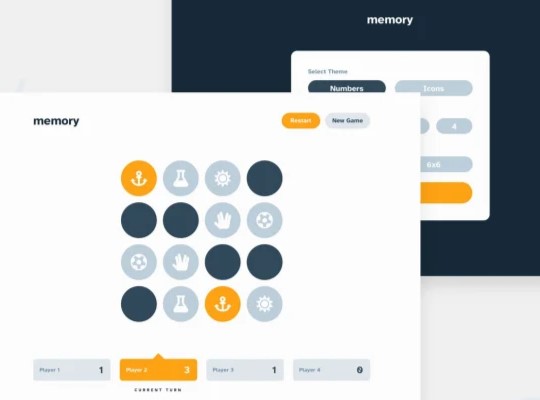 memory
Select Theme
Numbers Icons
4
6x6
memory
Restart New Game
Player 1 1
Player 2 3
Player 3 1
Player 4 0
CURRENT TURN